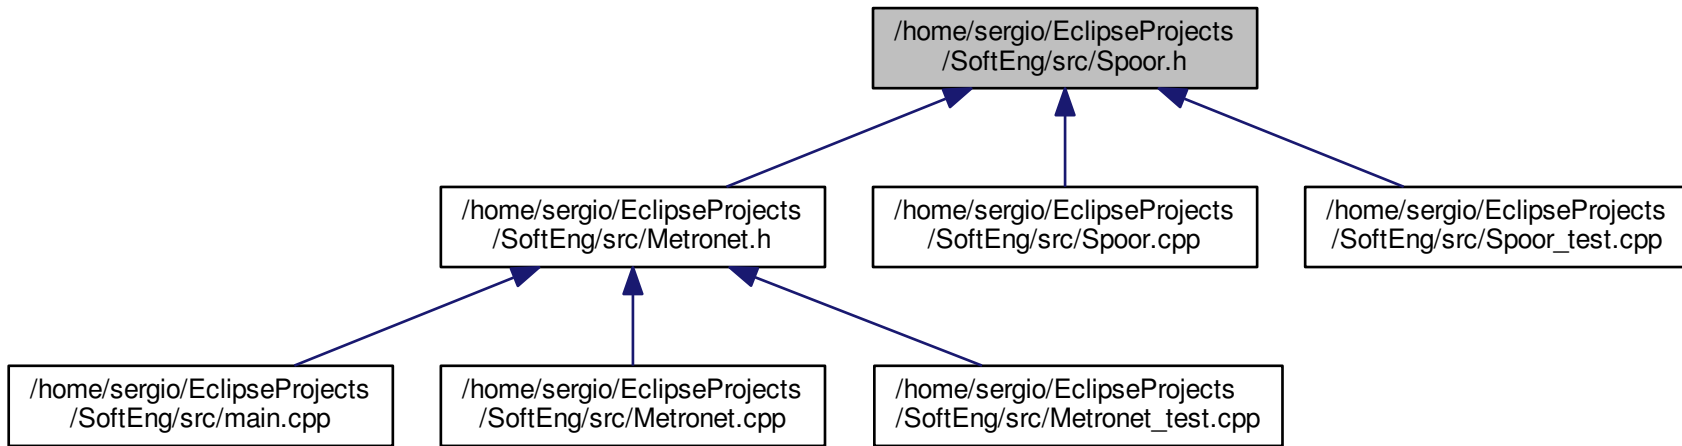 /home/sergio/EclipseProjects
/SoftEng/src/Spoor.h
/home/sergio/EclipseProjects
/SoftEng/src/Metronet.h
/home/sergio/EclipseProjects
/SoftEng/src/Spoor.cpp
/home/sergio/EclipseProjects
/SoftEng/src/Spoor_test.cpp
/home/sergio/EclipseProjects
/SoftEng/src/main.cpp
/home/sergio/EclipseProjects
/SoftEng/src/Metronet.cpp
/home/sergio/EclipseProjects
/SoftEng/src/Metronet_test.cpp